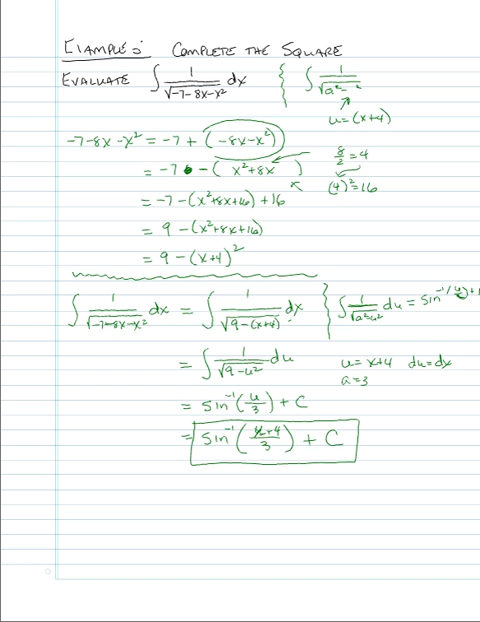 EXAMPLE: COMPLETE THE SQUARE
EVALUATE ∫ 1/√(-7-8x-x²) dx { ∫ 1/√(a²- ²)
u=(x+4)
-7-8x-x² = -7 + (-8x-x²)
8/2=4
= -7 - ( x²+8x )
(4)²=16
= -7 - (x²+8x+16) + 16
= 9 - (x²+8x+16)
= 9 - (x+4)²
∫ 1/√(-7-8x-x²) dx = ∫ 1/√(9-(x+4)) dx } ∫ 1/√(a²u²) du = sin⁻¹(u/ )+
= ∫ 1/√(9-u²) du
u=x+4 du=dx
a=3
= sin⁻¹(u/3) + C
= sin⁻¹((x+4)/3) + C